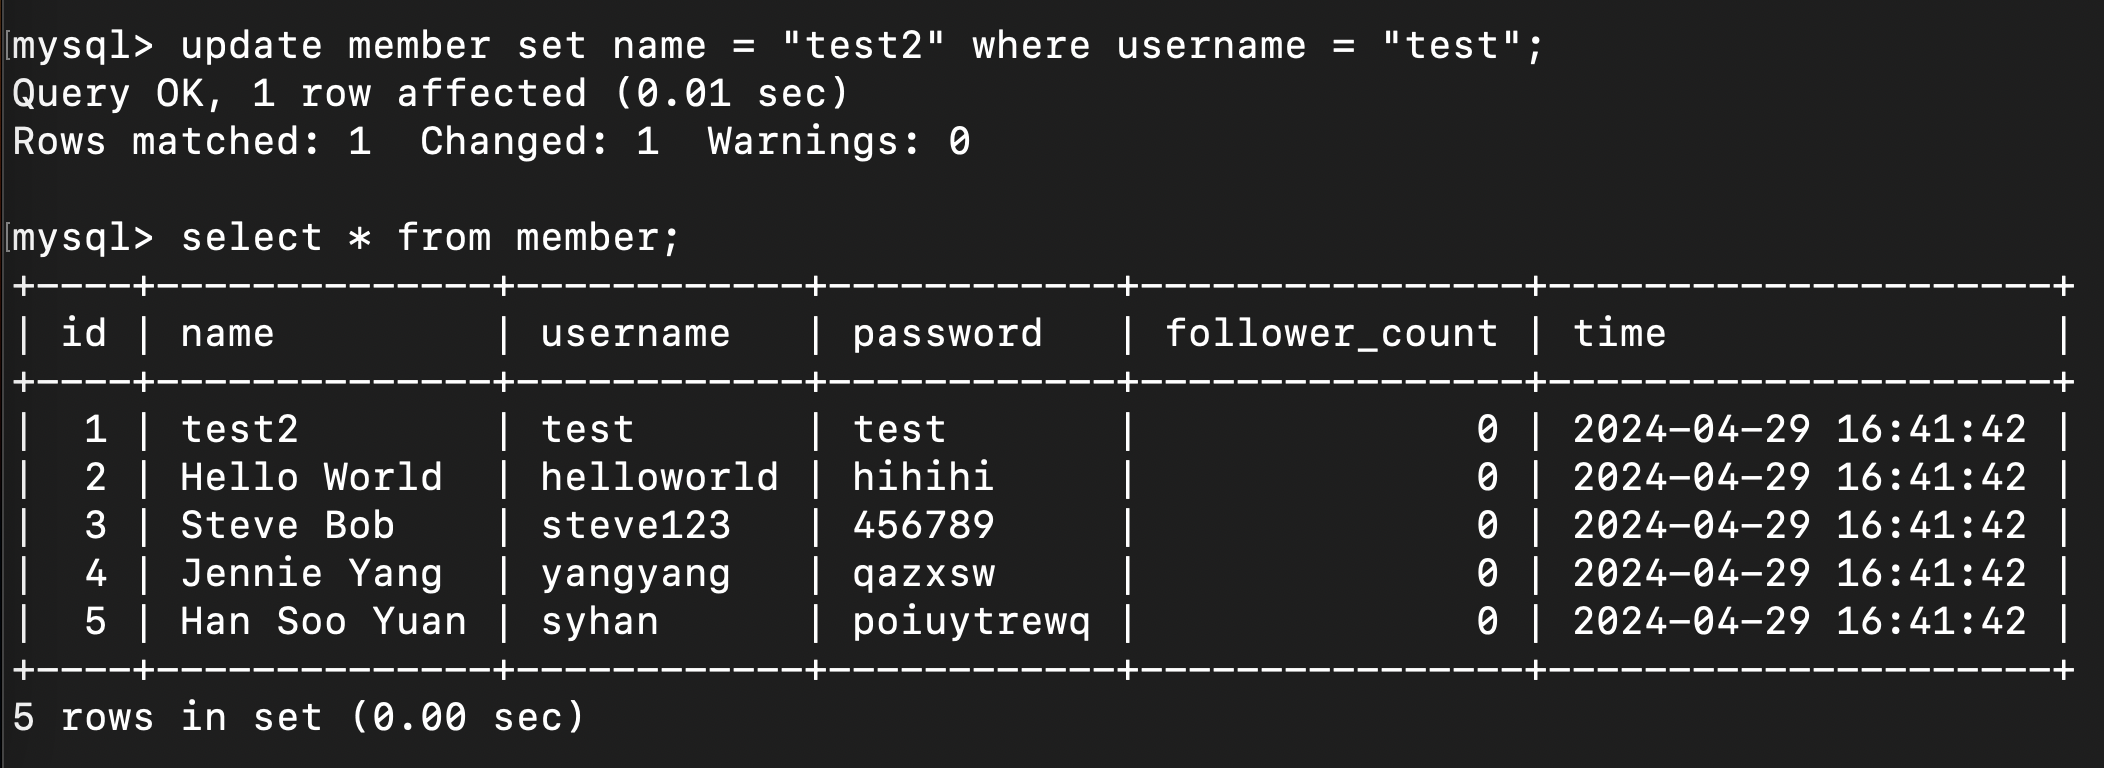 mysql> update member set name = "test2" where username = "test";
Query OK, 1 row affected (0.01 sec)
Rows matched: 1  Changed: 1  Warnings: 0

mysql> select * from member;
+----+--------------+------------+------------+----------------+---------------------+
| id | name         | username   | password   | follower_count | time                |
+----+--------------+------------+------------+----------------+---------------------+
|  1 | test2        | test       | test       |              0 | 2024-04-29 16:41:42 |
|  2 | Hello World  | helloworld | hihihi     |              0 | 2024-04-29 16:41:42 |
|  3 | Steve Bob    | steve123   | 456789     |              0 | 2024-04-29 16:41:42 |
|  4 | Jennie Yang  | yangyang   | qazxsw     |              0 | 2024-04-29 16:41:42 |
|  5 | Han Soo Yuan | syhan      | poiuytrewq |              0 | 2024-04-29 16:41:42 |
+----+--------------+------------+------------+----------------+---------------------+
5 rows in set (0.00 sec)